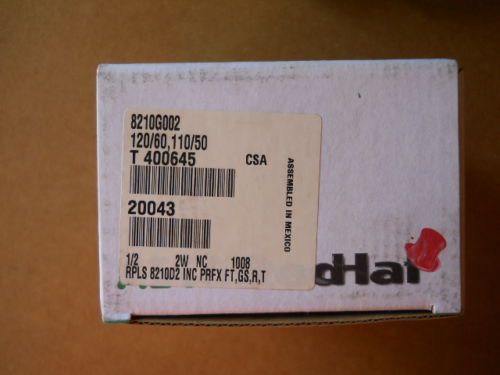 8210G002
120/60,110/50
T 400645
CSA
ASSEMBLED IN MEXICO
20043
1/2 2W NC 1008
RPLS 8210D2 INC PRFX FT,GS,R,T
dHat